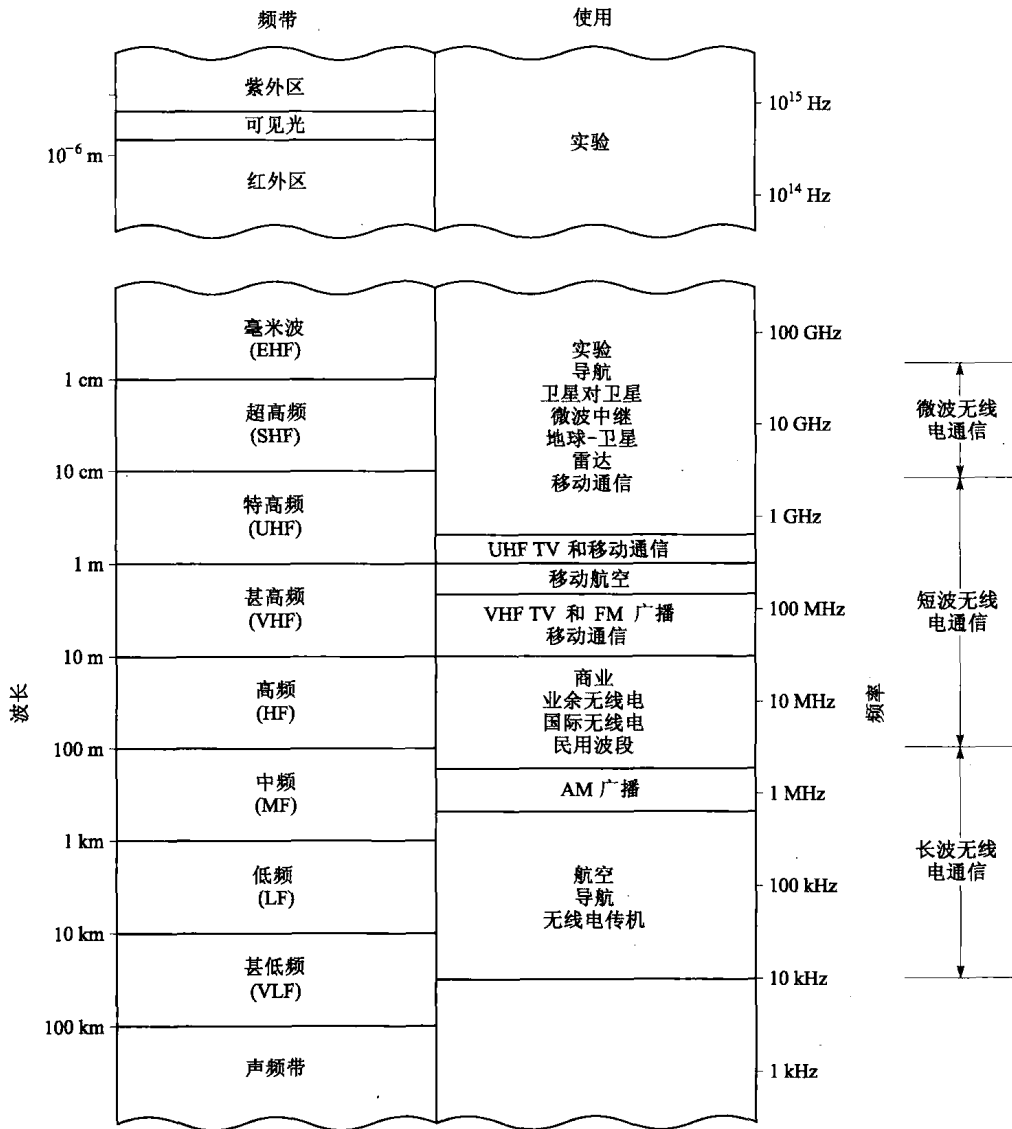 频带
使用
紫外区
可见光
红外区
10⁻⁶ m
实验
10¹⁵ Hz
10¹⁴ Hz
毫米波
(EHF)
1 cm
超高频
(SHF)
10 cm
特高频
(UHF)
1 m
甚高频
(VHF)
10 m
高频
(HF)
100 m
中频
(MF)
1 km
低频
(LF)
10 km
甚低频
(VLF)
100 km
声频带
波长
实验
导航
卫星对卫星
微波中继
地球-卫星
雷达
移动通信
UHF TV 和移动通信
移动航空
VHF TV 和 FM 广播
移动通信
商业
业余无线电
国际无线电
民用波段
AM 广播
航空
导航
无线电传机
100 GHz
10 GHz
1 GHz
100 MHz
10 MHz
1 MHz
100 kHz
10 kHz
1 kHz
频率
微波无线
电通信
短波无线
电通信
长波无线
电通信